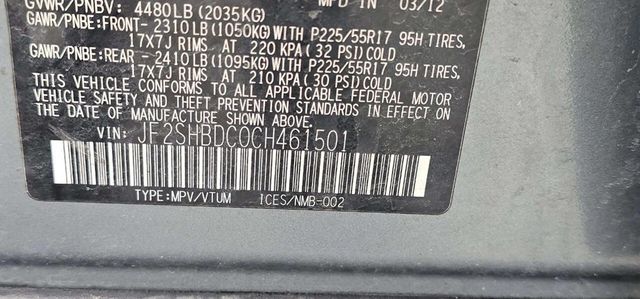 GVWR/PNBV: 4480LB (2035KG) MFD IN 03/12
GAWR/PNBE:FRONT- 2310LB(1050KG)WITH P225/55R17 95H TIRES,
17X7J RIMS AT 220 KPA(32 PSI)COLD
GAWR/PNBE:REAR - 2410LB(1095KG)WITH P225/55R17 95H TIRES,
17X7J RIMS AT 210 KPA(30 PSI)COLD
THIS VEHICLE CONFORMS TO ALL APPLICABLE FEDERAL MOTOR
VEHICLE SAFETY STANDARDS IN EFFECT ON THE
DATE OF MANUFACTURE SHOWN ABOVE.
VIN: JF2SHBDC0CH461501
TYPE:MPV/VTUM ICES/NMB-002